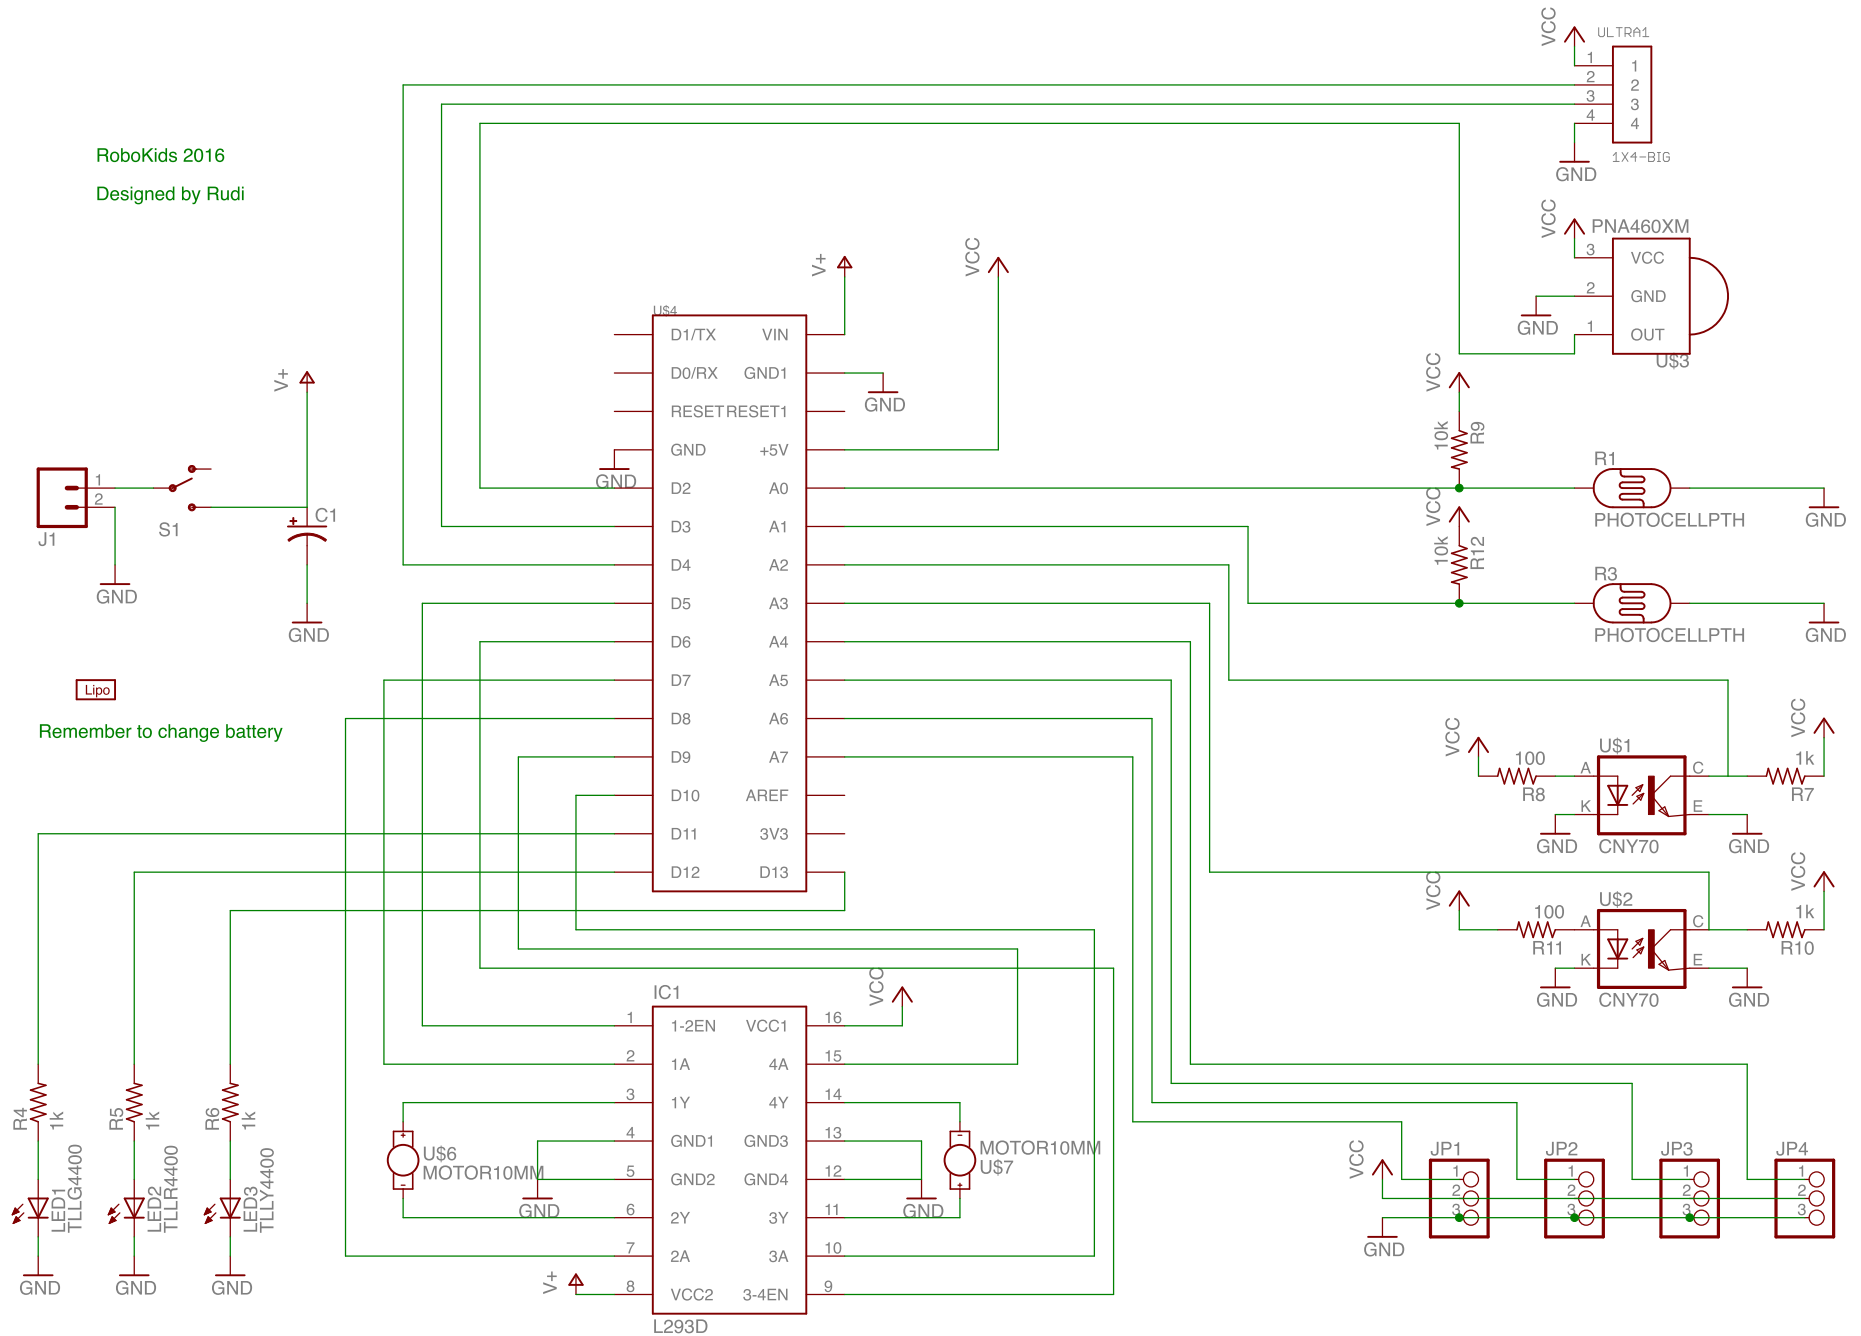 RoboKids 2016
Designed by Rudi
VCC
ULTRA1
1 1
2 2
3 3
4 4
1X4-BIG
GND
VCC
PNA460XM
3 VCC
2 GND
1 OUT
GND
U$3
V+
VCC
U$4
D1/TX VIN
D0/RX GND1
RESET RESET1
GND +5V
D2 A0
D3 A1
D4 A2
D5 A3
D6 A4
D7 A5
D8 A6
D9 A7
D10 AREF
D11 3V3
D12 D13
GND
GND
V+
J1
1
2
S1
C1
GND
GND
Lipo
Remember to change battery
VCC
10k
R9
R1
PHOTOCELLPTH
GND
VCC
10k
R12
R3
PHOTOCELLPTH
GND
VCC
100
R8
U$1
A C
K E
CNY70
GND
GND
1k
R7
VCC
VCC
100
R11
U$2
A C
K E
CNY70
GND
GND
1k
R10
VCC
IC1
VCC
1 1-2EN VCC1 16
2 1A 4A 15
3 1Y 4Y 14
4 GND1 GND3 13
5 GND2 GND4 12
6 2Y 3Y 11
7 2A 3A 10
8 VCC2 3-4EN 9
L293D
V+
U$6
MOTOR10MM
GND
MOTOR10MM
U$7
GND
R4
1k
LED1
TLLG4400
GND
R5
1k
LED2
TLLR4400
GND
R6
1k
LED3
TLLY4400
GND
VCC
GND
JP1
1
2
3
JP2
1
2
3
JP3
1
2
3
JP4
1
2
3